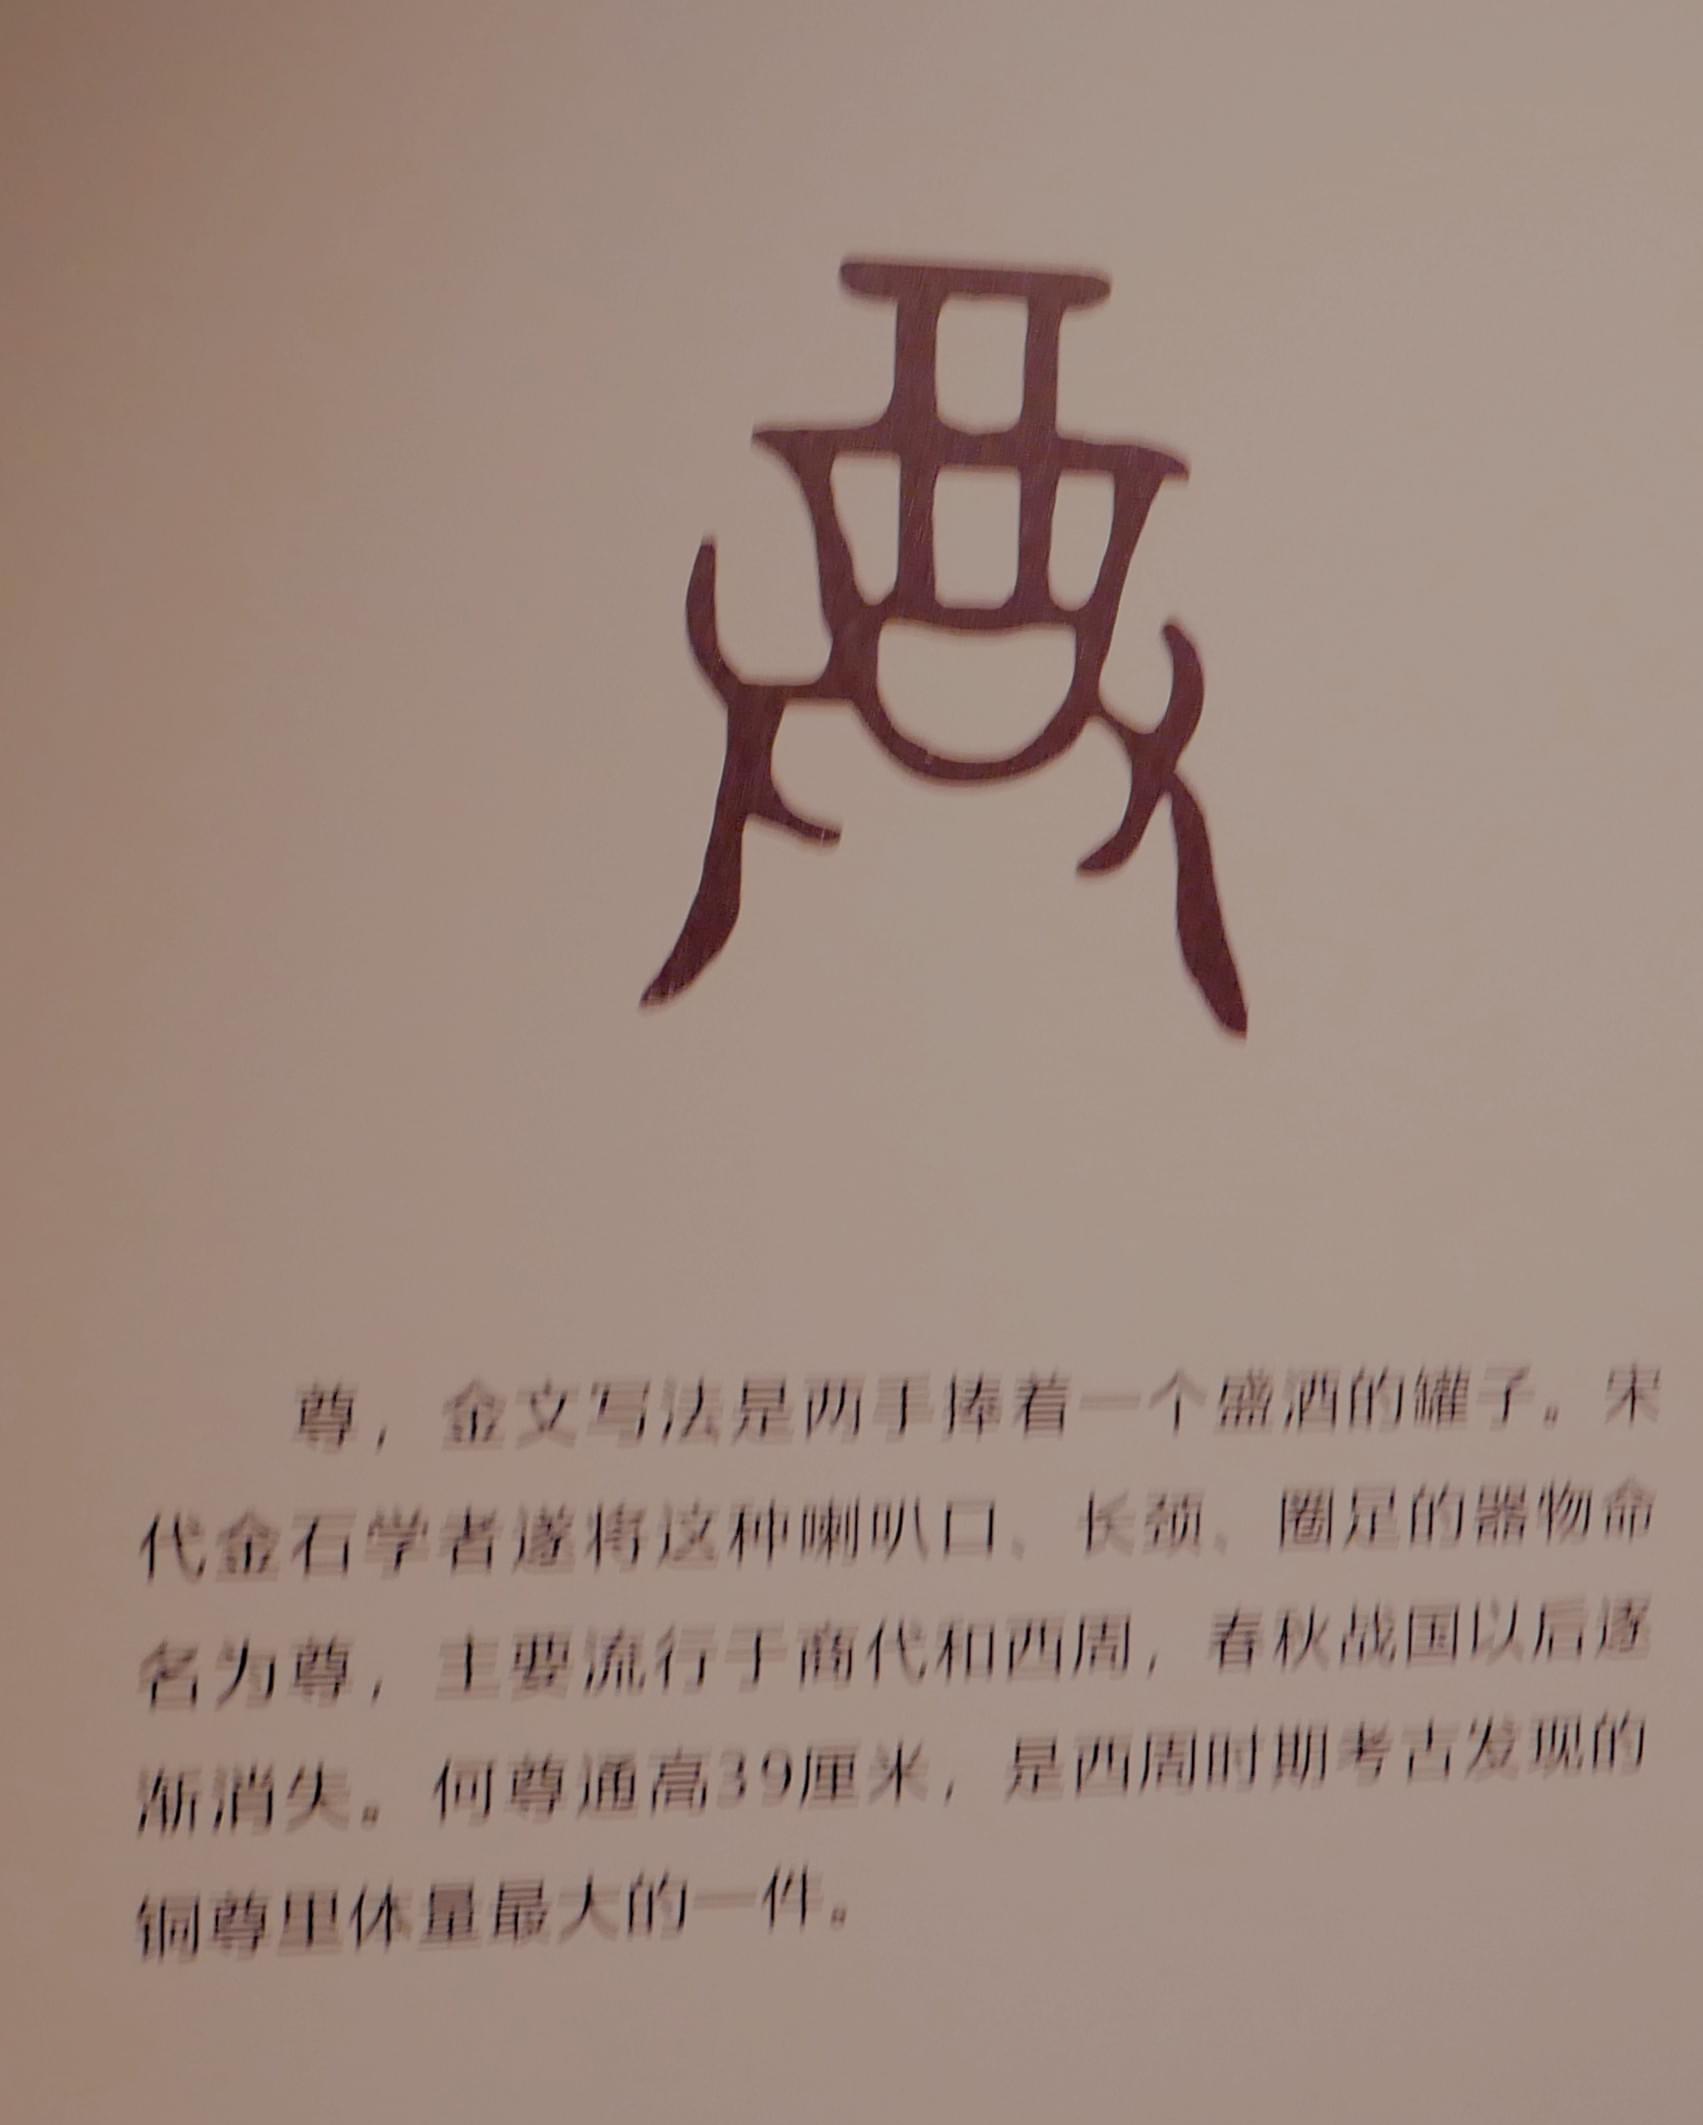 尊，金文写法是两手捧着一个盛酒的罐子。宋
代金石学者遂将这种喇叭口、长颈、圈足的器物命
名为尊，主要流行于商代和西周，春秋战国以后逐
渐消失。何尊通高39厘米，是西周时期考古发现的
铜尊里体量最大的一件。